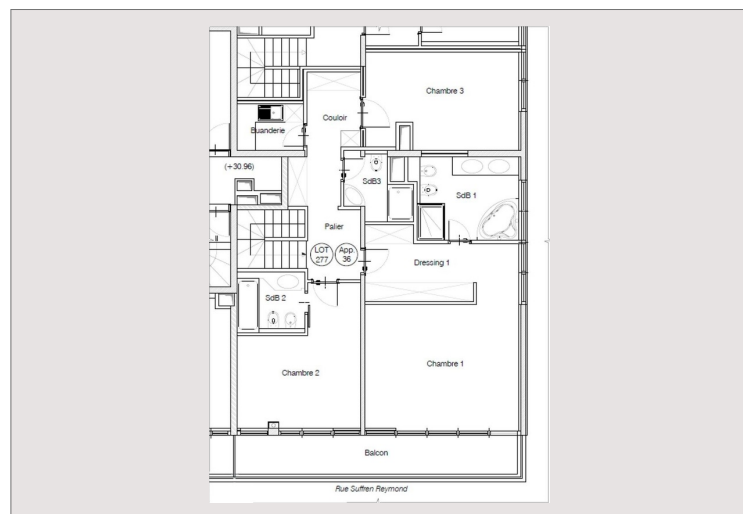 Chambre 3
Couloir
Buanderie
(+30.96)
SdB3
SdB 1
Palier
LOT
277
App.
36
Dressing 1
SdB 2
Chambre 2
Chambre 1
Balcon
Rue Suffren Reymond